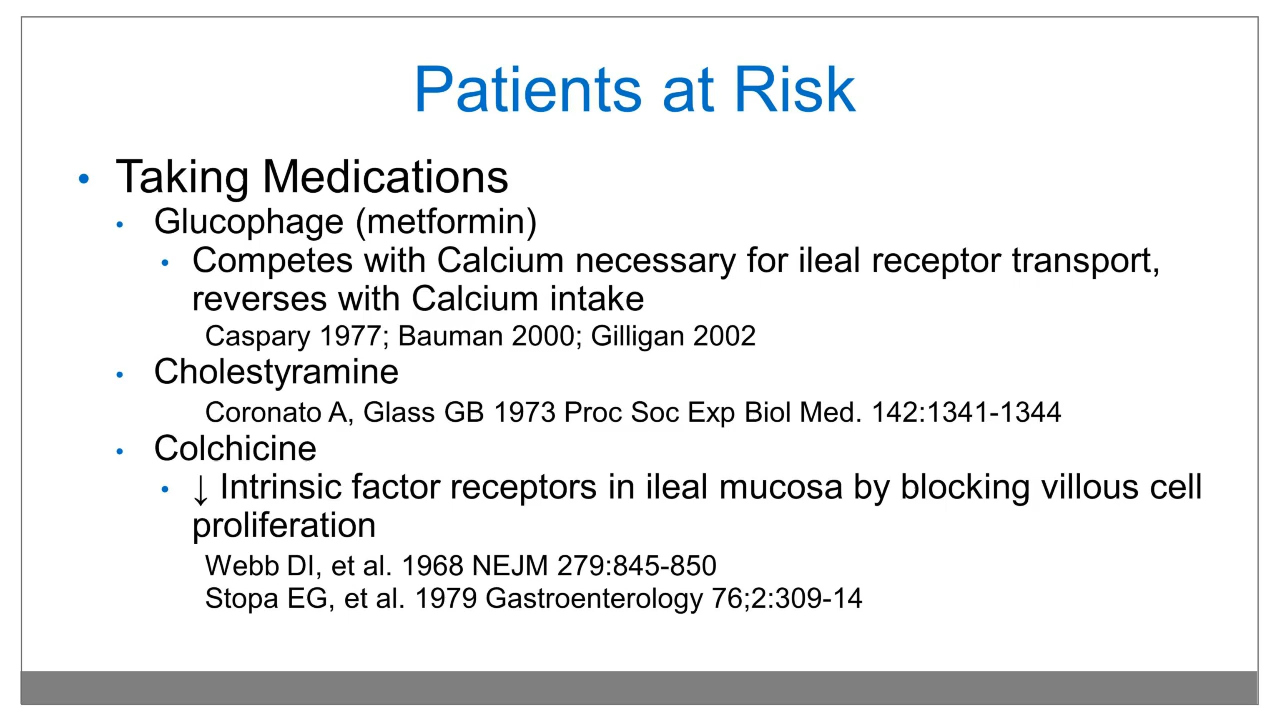 Patients at Risk
• Taking Medications
• Glucophage (metformin)
• Competes with Calcium necessary for ileal receptor transport,
reverses with Calcium intake
Caspary 1977; Bauman 2000; Gilligan 2002
• Cholestyramine
Coronato A, Glass GB 1973 Proc Soc Exp Biol Med. 142:1341-1344
• Colchicine
• ↓ Intrinsic factor receptors in ileal mucosa by blocking villous cell
proliferation
Webb DI, et al. 1968 NEJM 279:845-850
Stopa EG, et al. 1979 Gastroenterology 76;2:309-14